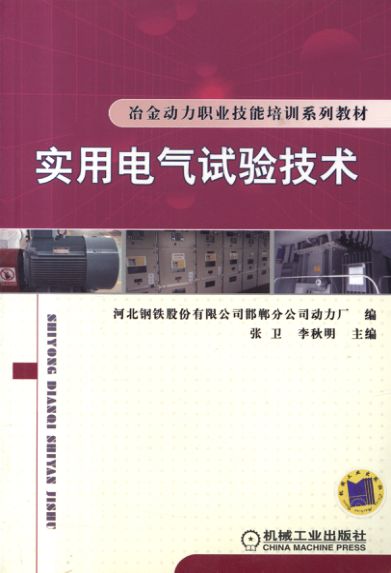 冶金动力职业技能培训系列教材
实用电气试验技术
河北钢铁股份有限公司邯郸分公司动力厂 编
张 卫 李秋明 主编
SHIYONG DIANQI SHIYAN JISHU
机械工业出版社
CHINA MACHINE PRESS